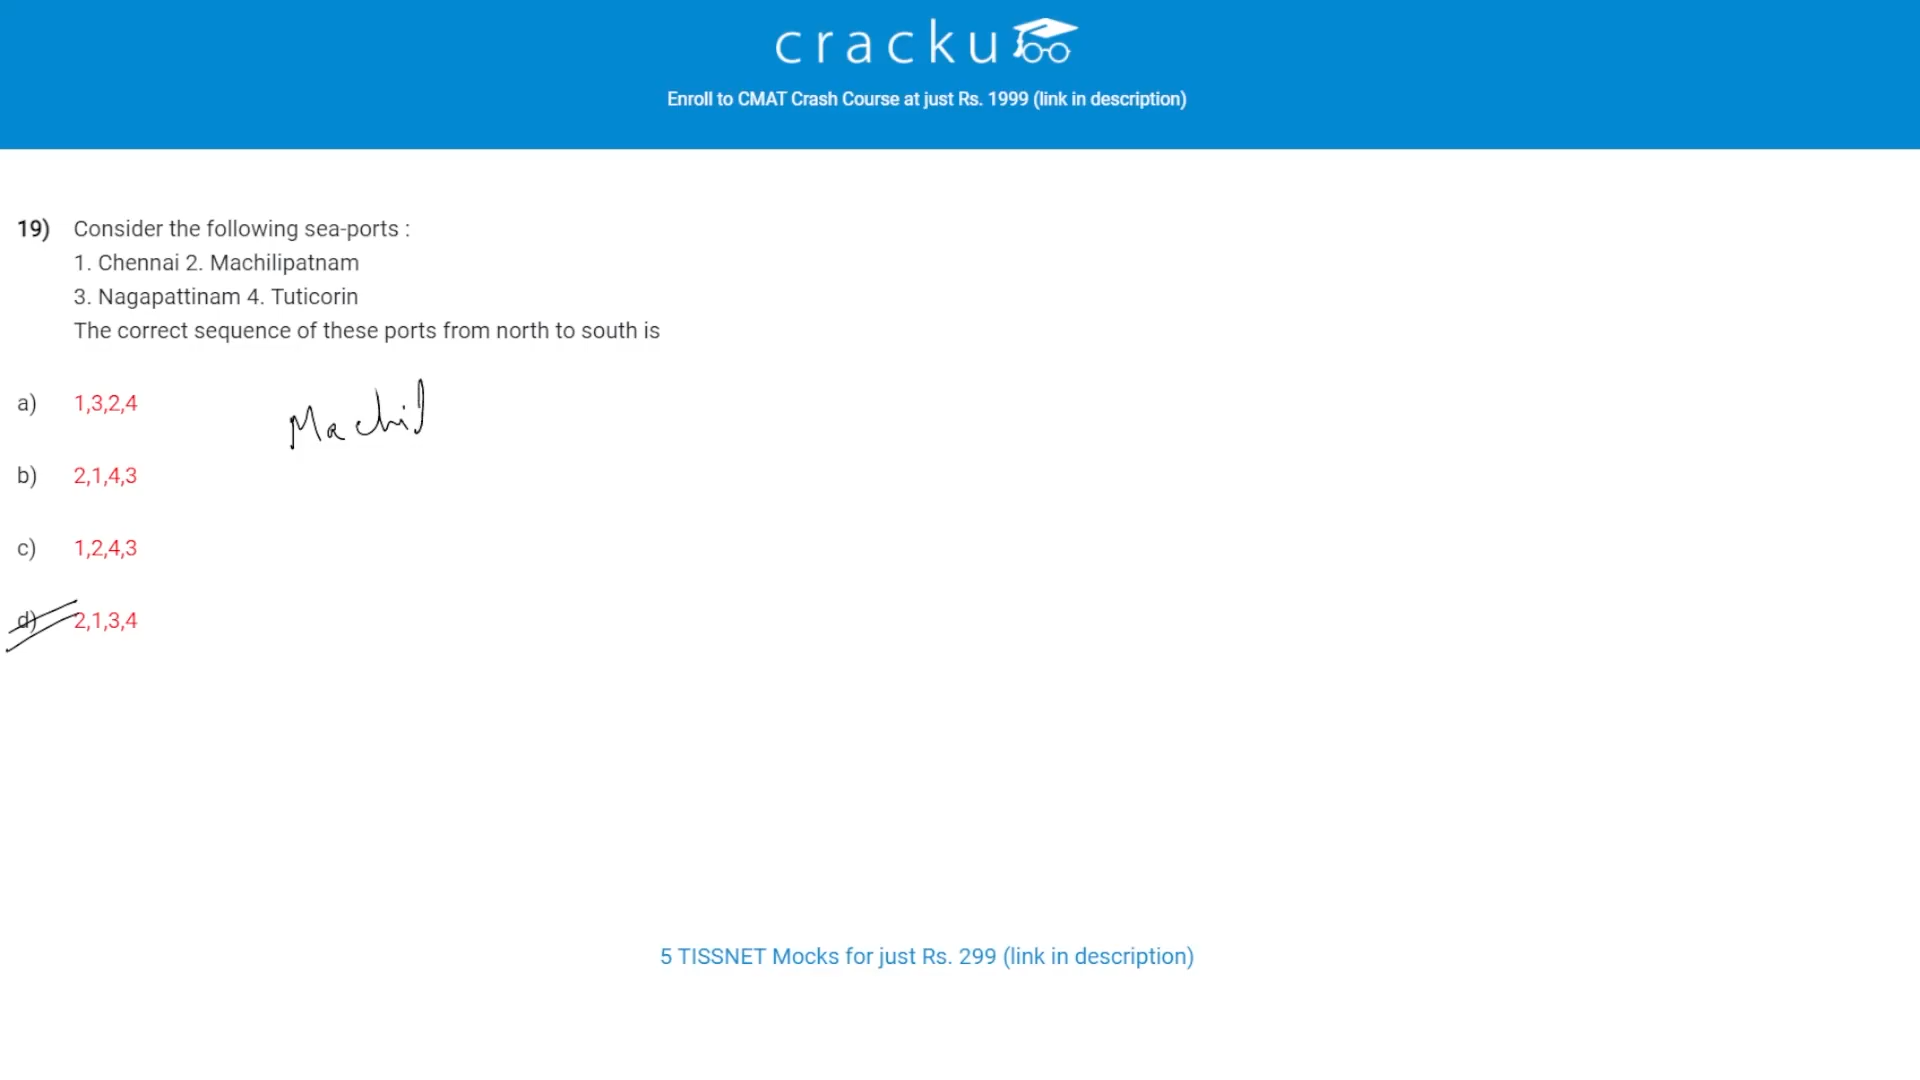 cracku
Enroll to CMAT Crash Course at just Rs. 1999 (link in description)
19) Consider the following sea-ports :
1. Chennai 2. Machilipatnam
3. Nagapattinam 4. Tuticorin
The correct sequence of these ports from north to south is
a) 1,3,2,4
Machil
b) 2,1,4,3
c) 1,2,4,3
d) 2,1,3,4
5 TISSNET Mocks for just Rs. 299 (link in description)